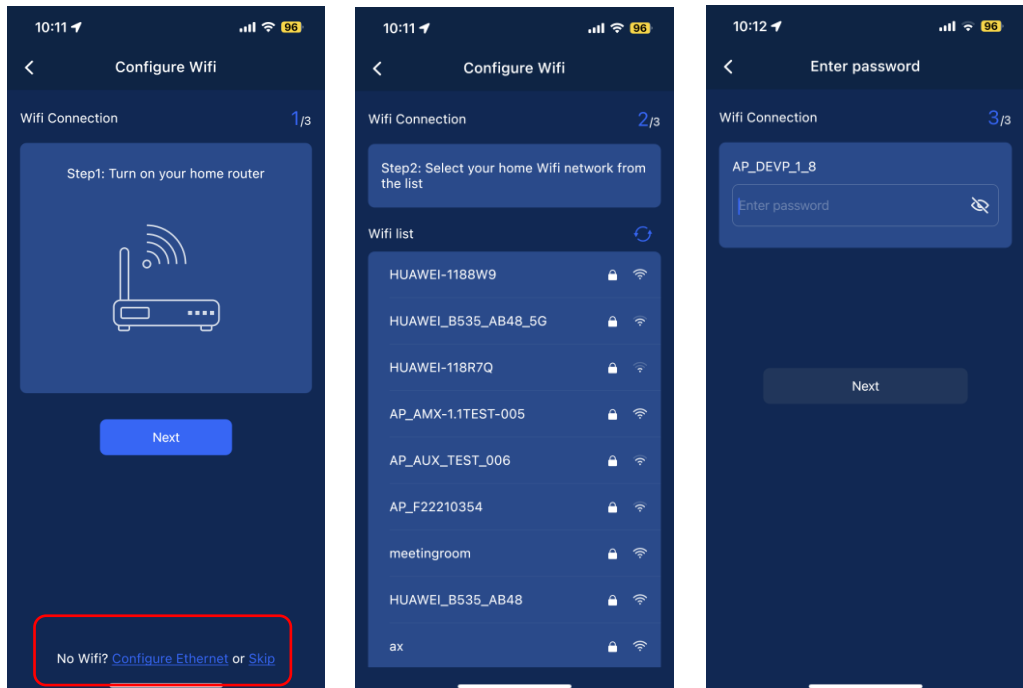 10:11
96
Configure Wifi
Wifi Connection
1/3
Step1: Turn on your home router
Next
No Wifi? Configure Ethernet or Skip
10:11
96
Configure Wifi
Wifi Connection
2/3
Step2: Select your home Wifi network from
the list
Wifi list
HUAWEI-1188W9
HUAWEI_B535_AB48_5G
HUAWEI-118R7Q
AP_AMX-1.1TEST-005
AP_AUX_TEST_006
AP_F22210354
meetingroom
HUAWEI_B535_AB48
ax
10:12
96
Enter password
Wifi Connection
3/3
AP_DEVP_1_8
Enter password
Next